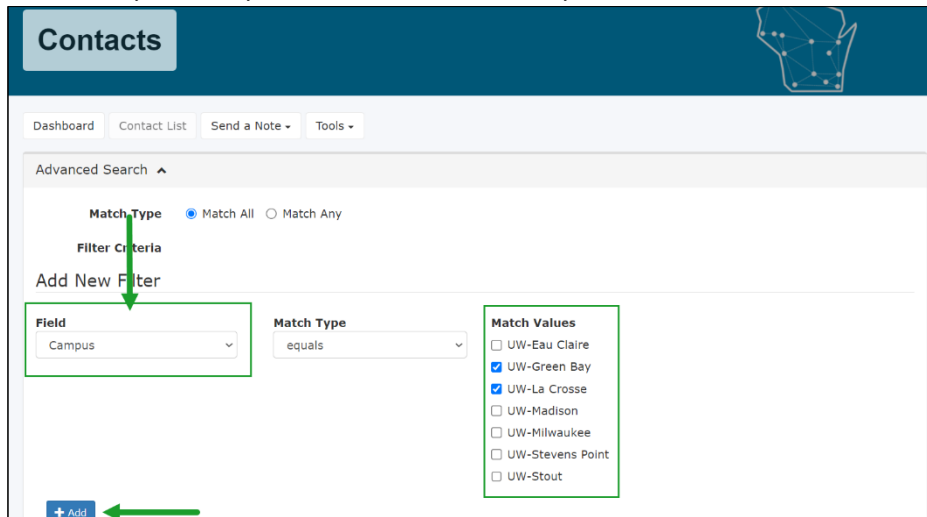 Contacts
Dashboard Contact List Send a Note Tools
Advanced Search
Match Type Match All Match Any
Filter Criteria
Add New Filter
Field Match Type Match Values
Campus equals UW-Eau Claire
UW-Green Bay
UW-La Crosse
UW-Madison
UW-Milwaukee
UW-Stevens Point
UW-Stout
+ Add